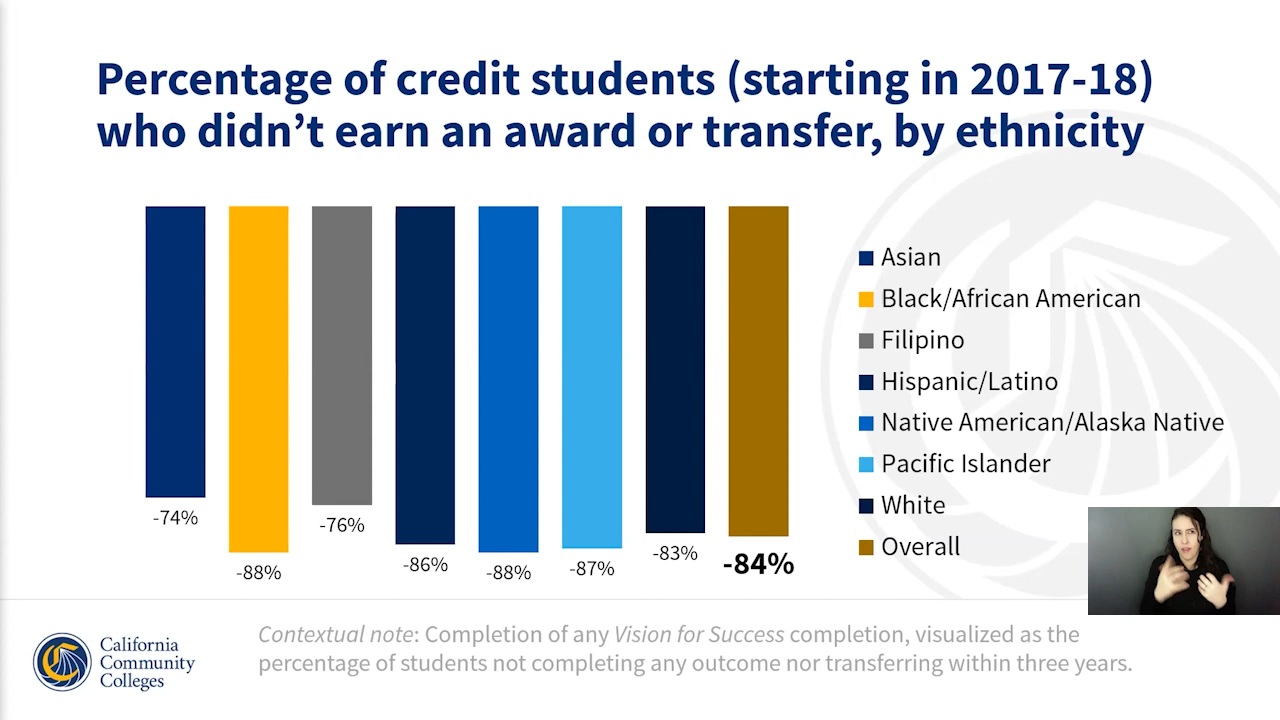 Percentage of credit students (starting in 2017-18)
who didn’t earn an award or transfer, by ethnicity
-74%
-88%
-76%
-86%
-88%
-87%
-83%
-84%
Asian
Black/African American
Filipino
Hispanic/Latino
Native American/Alaska Native
Pacific Islander
White
Overall
California
Community
Colleges
Contextual note: Completion of any Vision for Success completion, visualized as the
percentage of students not completing any outcome nor transferring within three years.